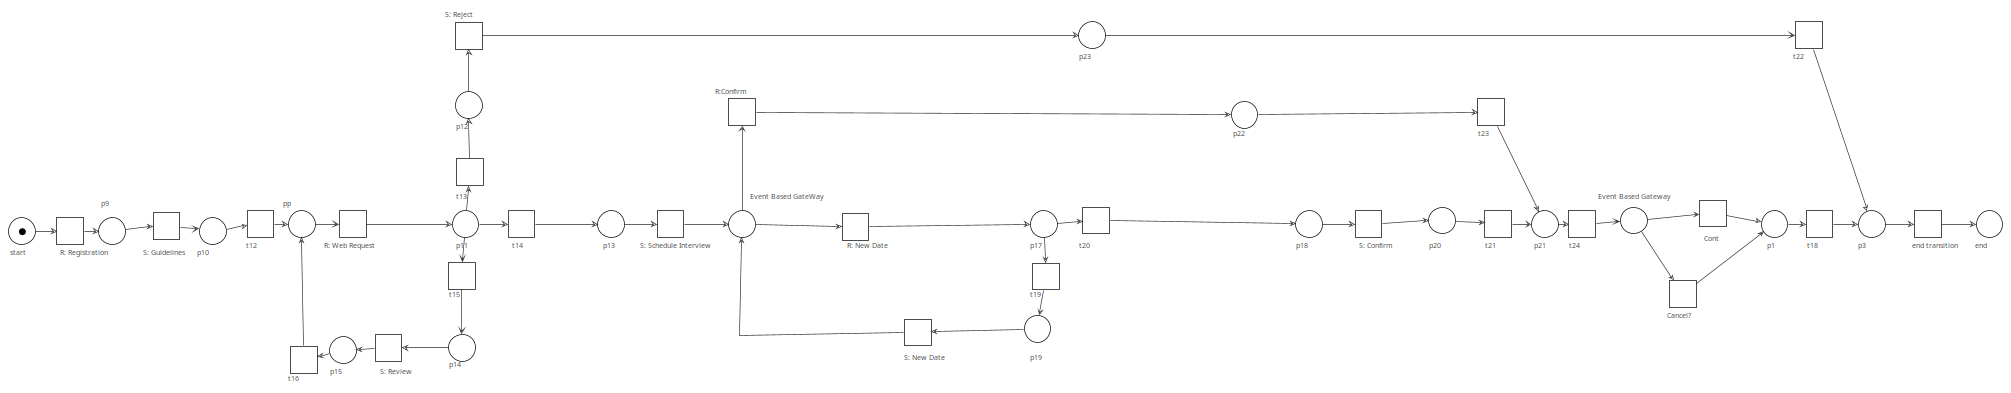 S: Reject
p23
t22
R:Confirm
p12
p22
t23
t13
Event Based GateWay
Event Based Gateway
p9
pp
start
R: Registration
S: Guidelines
p10
t12
R: Web Request
p11
t14
p13
S: Schedule Interview
R: New Date
p17
t20
p18
S: Confirm
p20
t21
p21
t24
Cont
p1
t18
p3
end transition
end
t15
t19
Cancel?
t16
p15
S: Review
p14
S: New Date
p19